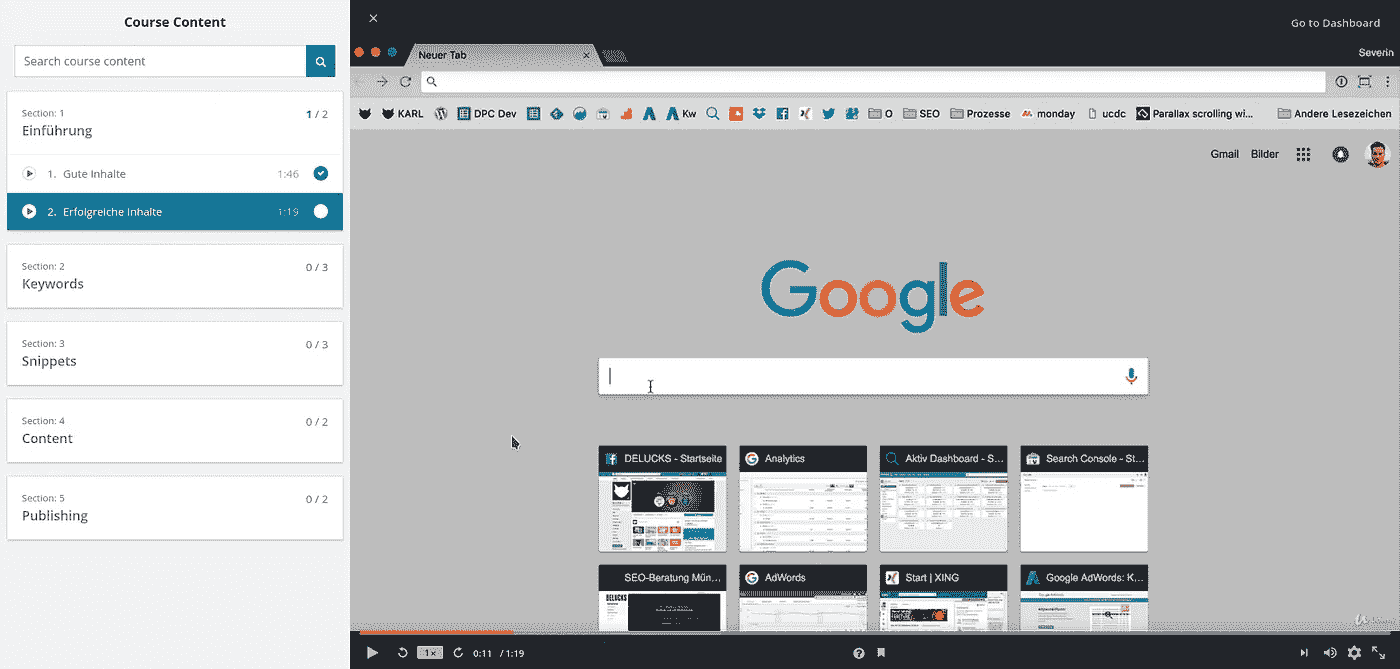 Course Content
Search course content
Section: 1
1 / 2
Einführung
1. Gute Inhalte
1:46
2. Erfolgreiche Inhalte
1:19
Section: 2
0 / 3
Keywords
Section: 3
0 / 3
Snippets
Section: 4
0 / 2
Content
Section: 5
0 / 2
Publishing
Go to Dashboard
Neuer Tab
Severin
KARL
DPC Dev
Kw
O
SEO
Prozesse
monday
ucdc
Parallax scrolling wi...
Andere Lesezeichen
Gmail
Bilder
Google
DELUCKS - Startseite
Analytics
Aktiv Dashboard - S...
Search Console - St...
SEO-Beratung Mün...
AdWords
Start | XING
Google AdWords: K...
1x
0:11 / 1:19